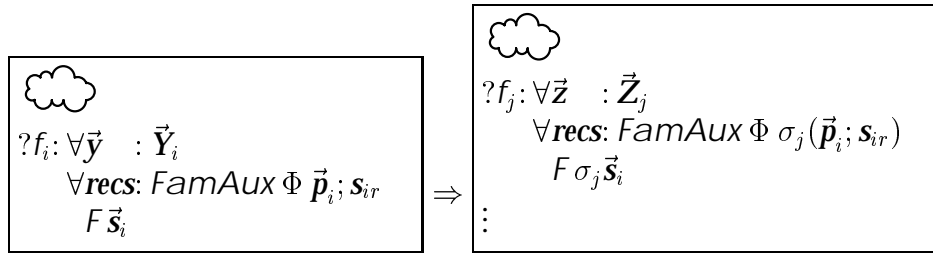 ?f_i: ∀y⃗ : Y⃗_i
∀recs: FamAux Φ p⃗_i; s_ir
F s⃗_i
⇒
?f_j: ∀z⃗ : Z⃗_j
∀recs: FamAux Φ σ_j(p⃗_i; s_ir)
F σ_j s⃗_i
⋮